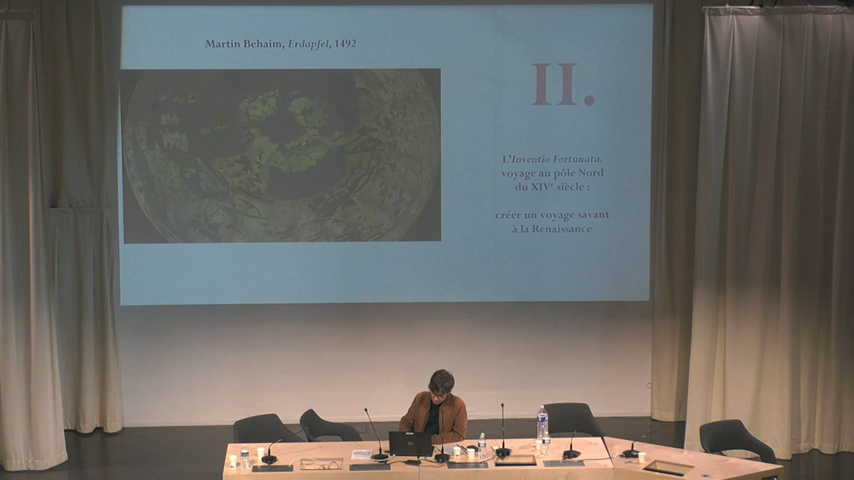 Martin Behaim, Erdapfel, 1492
II.
L'Inventio Fortunata.
voyage au pôle Nord
du XIVe siècle :
créer un voyage savant
à la Renaissance